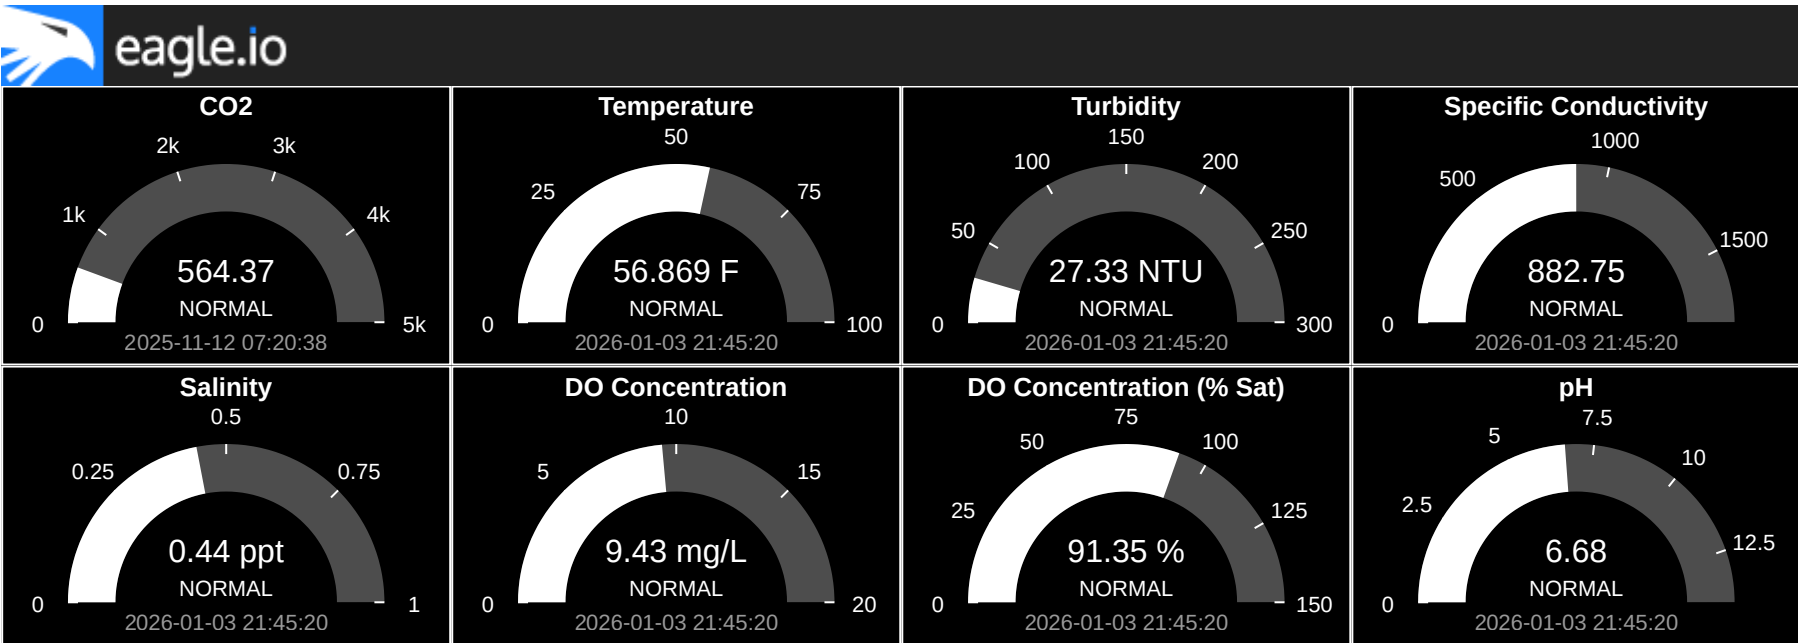 eagle.io
CO2
0
1k
2k
3k
4k
5k
564.37
NORMAL
2025-11-12 07:20:38
Temperature
0
25
50
75
100
56.869 F
NORMAL
2026-01-03 21:45:20
Turbidity
0
50
100
150
200
250
300
27.33 NTU
NORMAL
2026-01-03 21:45:20
Specific Conductivity
0
500
1000
1500
882.75
NORMAL
2026-01-03 21:45:20
Salinity
0
0.25
0.5
0.75
1
0.44 ppt
NORMAL
2026-01-03 21:45:20
DO Concentration
0
5
10
15
20
9.43 mg/L
NORMAL
2026-01-03 21:45:20
DO Concentration (% Sat)
0
25
50
75
100
125
150
91.35 %
NORMAL
2026-01-03 21:45:20
pH
0
2.5
5
7.5
10
12.5
6.68
NORMAL
2026-01-03 21:45:20